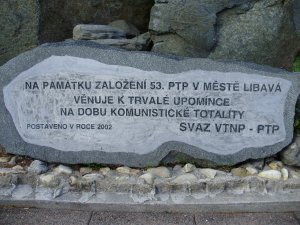 NA PAMÁTKU ZALOŽENÍ 53. PTP V MĚSTĚ LIBAVÁ
VĚNUJE K TRVALÉ UPOMÍNCE
NA DOBU KOMUNISTICKÉ TOTALITY
POSTAVENO V ROCE 2002 SVAZ VTNP - PTP